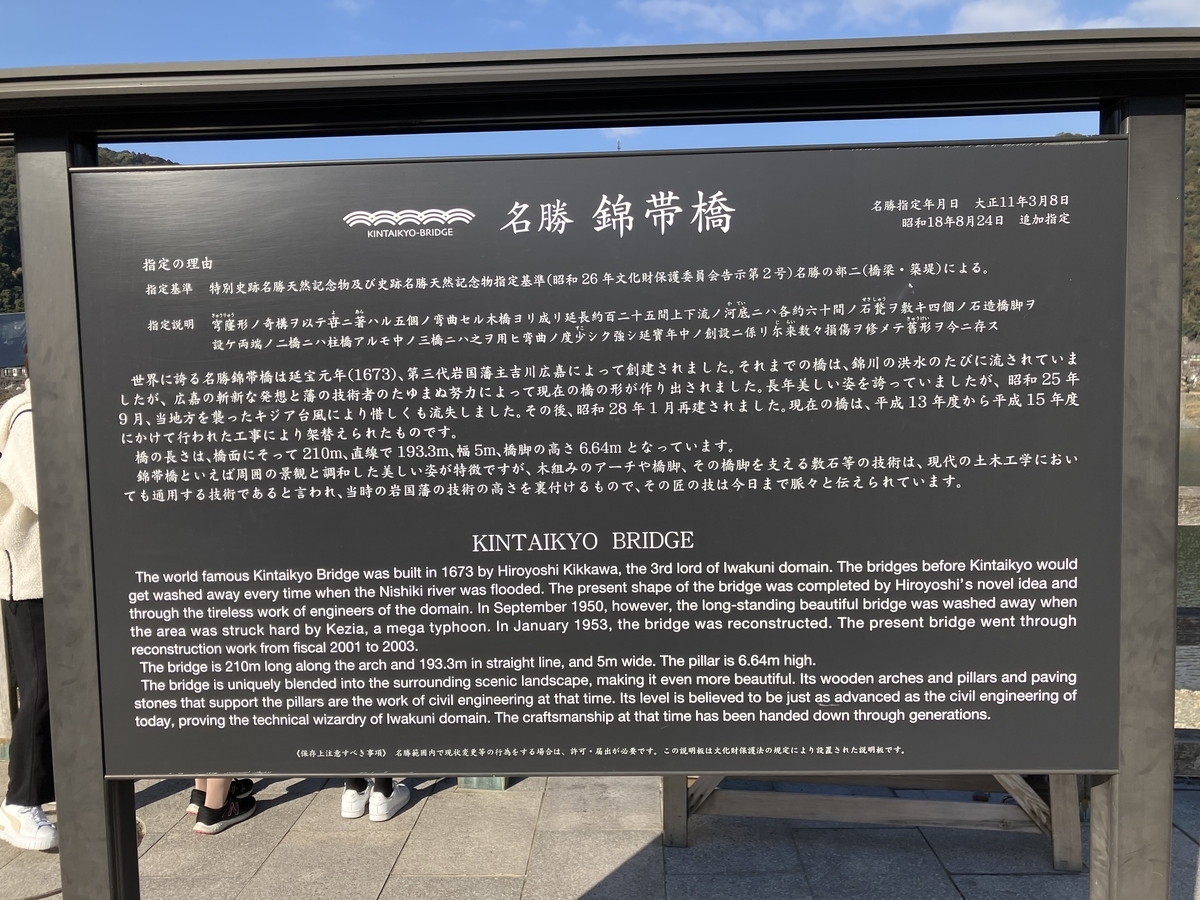 KINTAIKYO-BRIDGE
名勝 錦帯橋
名勝指定年月日 大正11年3月8日
昭和18年8月24日 追加指定
指定の理由
指定基準 特別史跡名勝天然記念物及び史跡名勝天然記念物指定基準(昭和26年文化財保護委員会告示第2号)名勝の部二(橋梁・築堤)による。
指定説明 穹窿形ノ奇構ヲ以テ世ニ著ハル五個ノ弯曲セル木橋ヨリ成リ延長約百二十五間上下流ノ河底ニハ各約六十間ノ石甃ヲ敷キ四個ノ石造橋脚ヲ
設ケ両端ノ二橋ニハ柱橋アルモ中ノ三橋ニハ之ヲ用ヒ弯曲ノ度少シク強シ延寳年中ノ創設ニ係リ尓来数々損傷ヲ修メテ舊形ヲ今ニ存ス
世界に誇る名勝錦帯橋は延宝元年(1673)、第三代岩国藩主吉川広嘉によって創建されました。それまでの橋は、錦川の洪水のたびに流されていま
したが、広嘉の斬新な発想と藩の技術者のたゆまぬ努力によって現在の橋の形が作り出されました。長年美しい姿を誇っていましたが、昭和25年
9月、当地方を襲ったキジア台風により惜しくも流失しました。その後、昭和28年1月再建されました。現在の橋は、平成13年度から平成15年度
にかけて行われた工事により架替えられたものです。
橋の長さは、橋面にそって210m、直線で193.3m、幅5m、橋脚の高さ6.64mとなっています。
錦帯橋といえば周囲の景観と調和した美しい姿が特徴ですが、木組みのアーチや橋脚、その橋脚を支える敷石等の技術は、現代の土木工学におい
ても通用する技術であると言われ、当時の岩国藩の技術の高さを裏付けるもので、その匠の技は今日まで脈々と伝えられています。
KINTAIKYO BRIDGE
The world famous Kintaikyo Bridge was built in 1673 by Hiroyoshi Kikkawa, the 3rd lord of Iwakuni domain. The bridges before Kintaikyo would
get washed away every time when the Nishiki river was flooded. The present shape of the bridge was completed by Hiroyoshi's novel idea and
through the tireless work of engineers of the domain. In September 1950, however, the long-standing beautiful bridge was washed away when
the area was struck hard by Kezia, a mega typhoon. In January 1953, the bridge was reconstructed. The present bridge went through
reconstruction work from fiscal 2001 to 2003.
The bridge is 210m long along the arch and 193.3m in straight line, and 5m wide. The pillar is 6.64m high.
The bridge is uniquely blended into the surrounding scenic landscape, making it even more beautiful. Its wooden arches and pillars and paving
stones that support the pillars are the work of civil engineering at that time. Its level is believed to be just as advanced as the civil engineering of
today, proving the technical wizardry of Iwakuni domain. The craftsmanship at that time has been handed down through generations.
《保存上注意すべき事項》 名勝範囲内で現状変更等の行為をする場合は、許可・届出が必要です。この説明板は文化財保護法の規定により設置された説明板です。